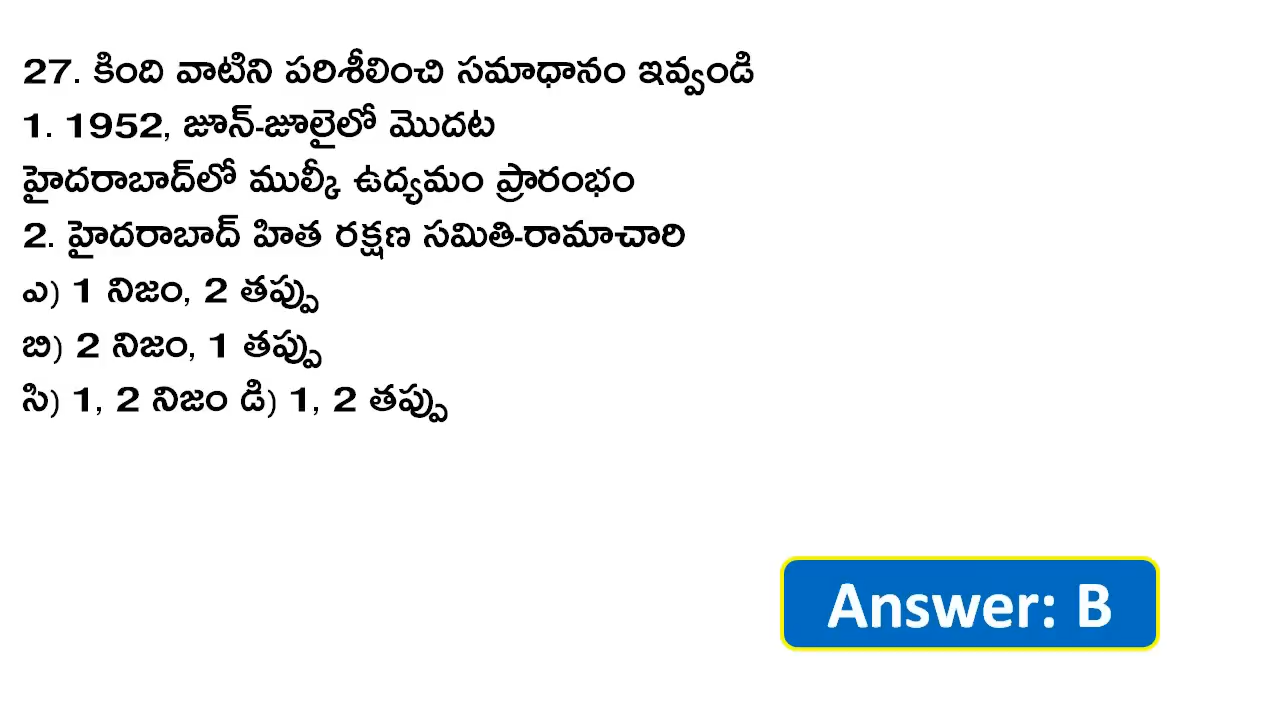 27. కింది వాటిని పరిశీలించి సమాధానం ఇవ్వండి
1. 1952, జూన్-జూలైలో మొదట
హైదరాబాద్‌లో ముల్కీ ఉద్యమం ప్రారంభం
2. హైదరాబాద్ హిత రక్షణ సమితి-రామాచారి
ఎ) 1 నిజం, 2 తప్పు
బి) 2 నిజం, 1 తప్పు
సి) 1, 2 నిజం డి) 1, 2 తప్పు
Answer: B